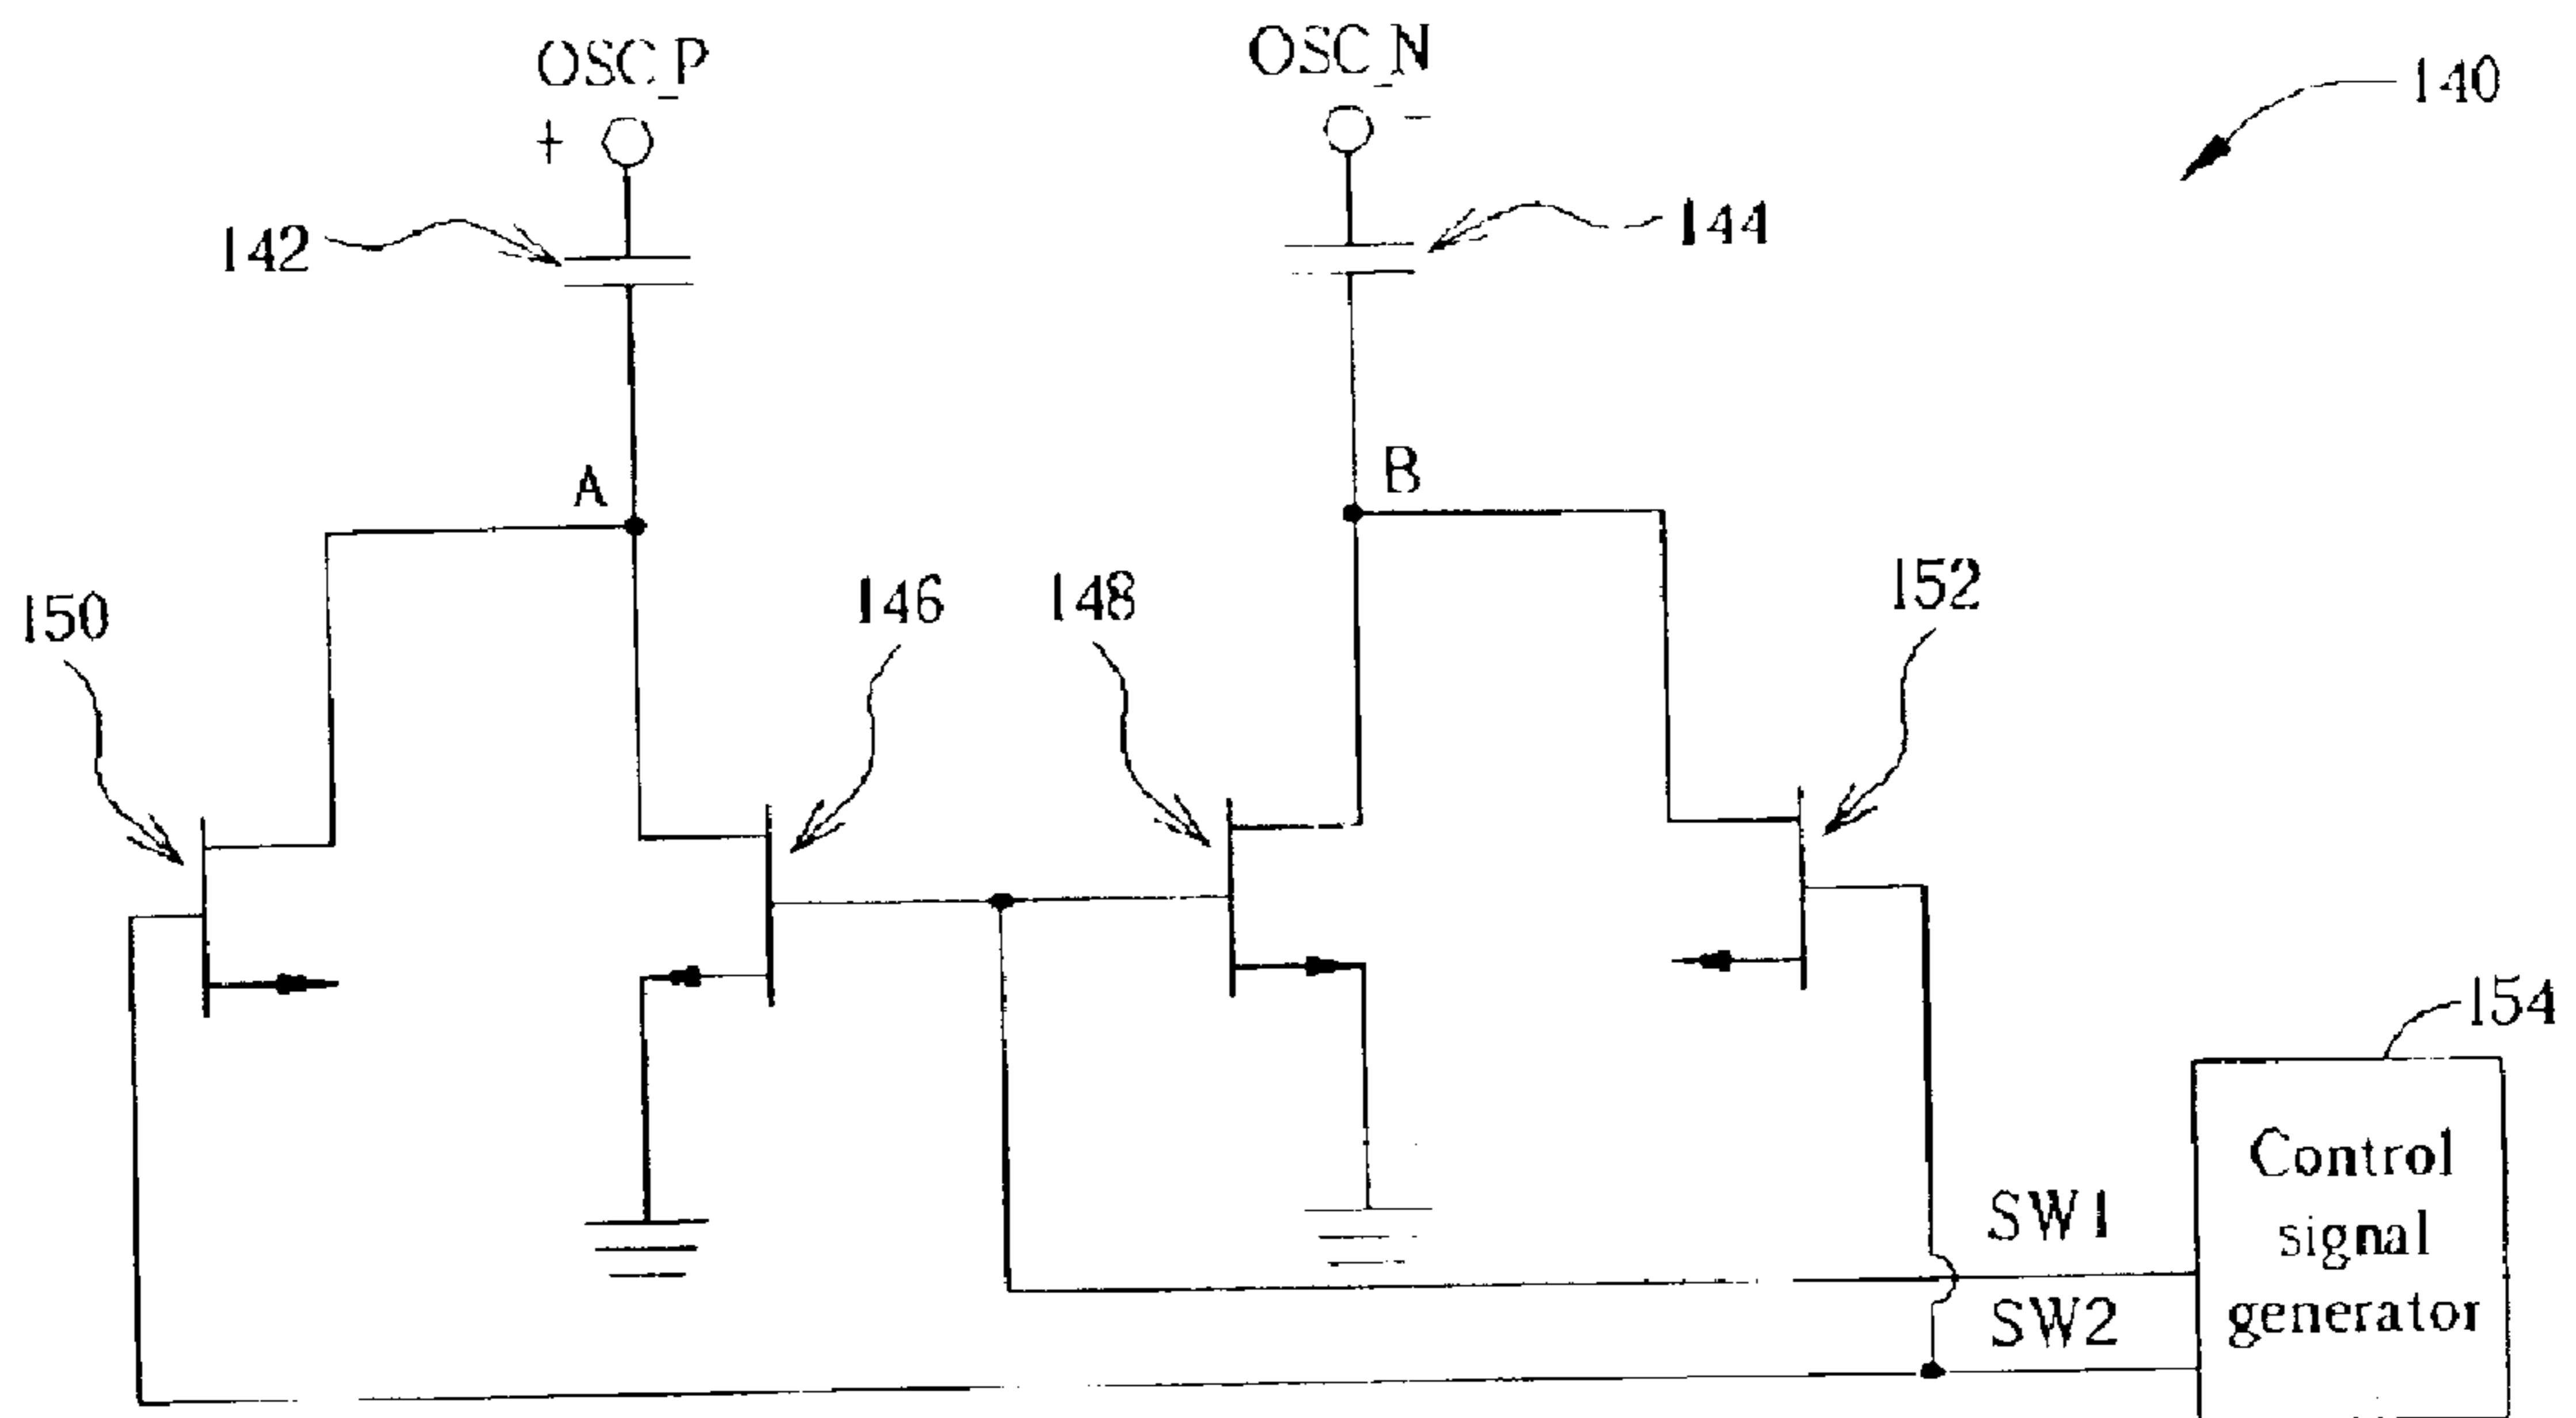 OSC_P
OSC_N
+
-
140
142
144
A
B
150
146
148
152
154
Control
signal
generator
SW1
SW2